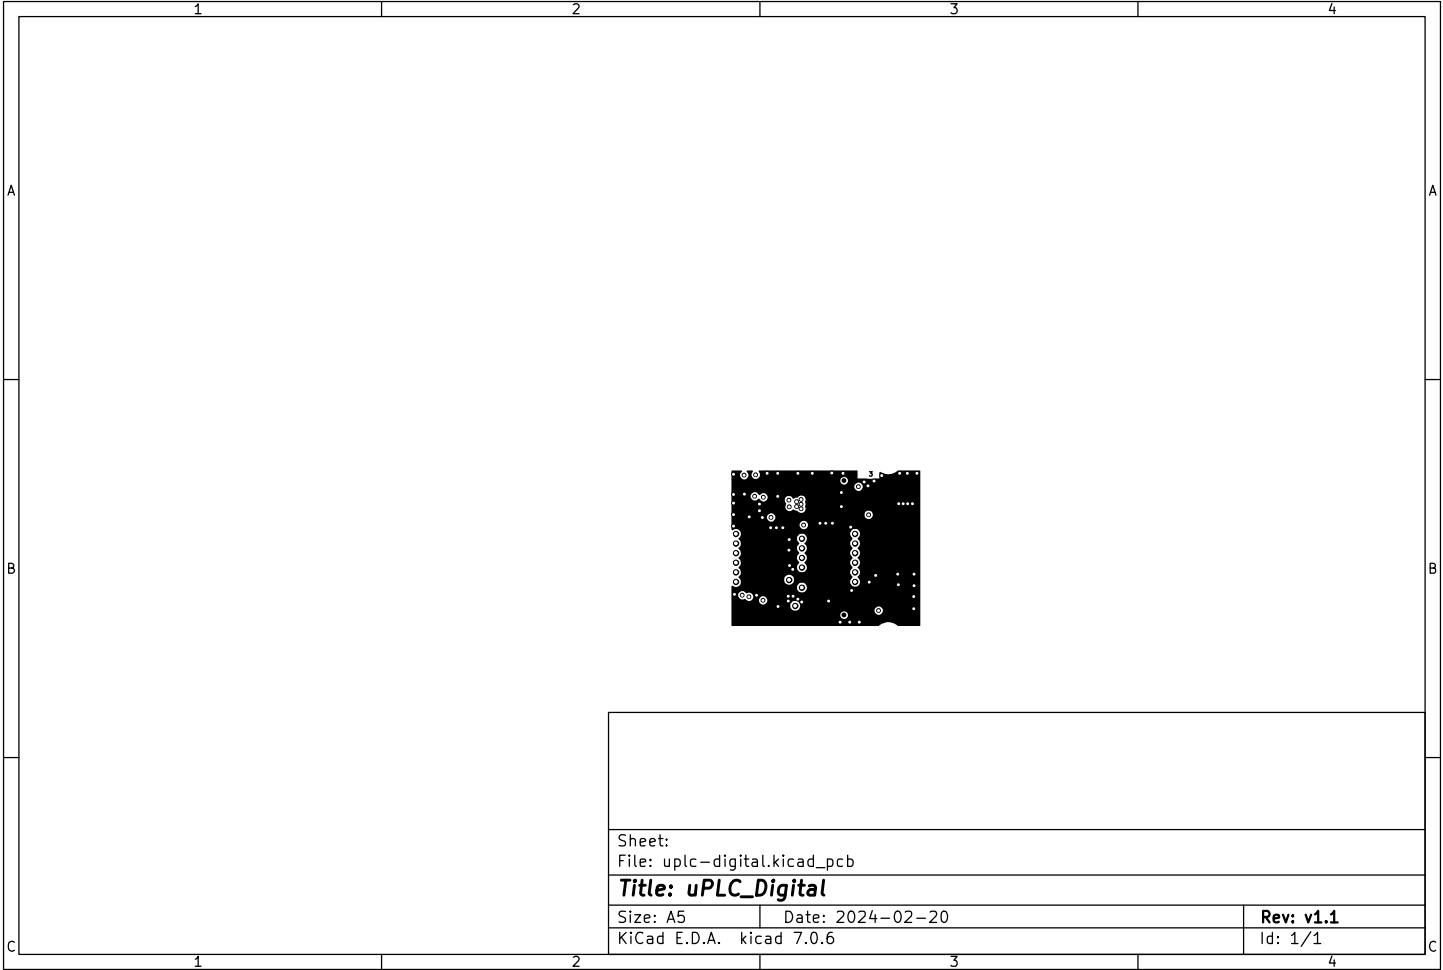 1 2 3 4
A A
3
B B
Sheet:
File: uplc-digital.kicad_pcb
Title: uPLC_Digital
Size: A5 Date: 2024-02-20 Rev: v1.1
KiCad E.D.A. kicad 7.0.6 Id: 1/1
C C
1 2 3 4